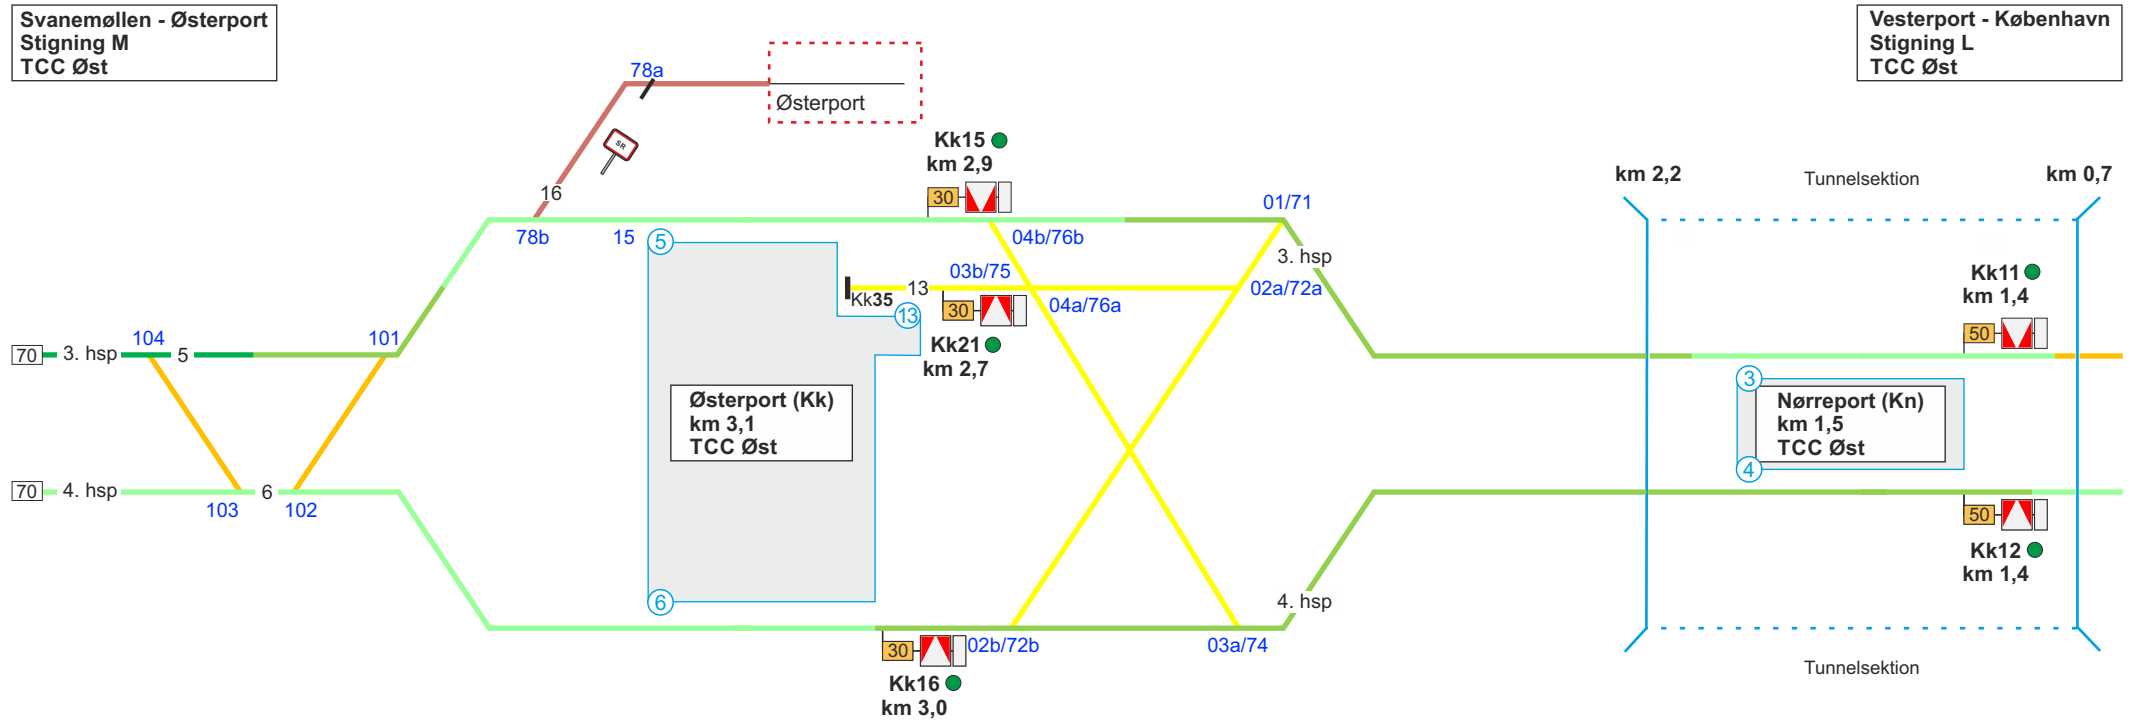 Svanemøllen - Østerport
Stigning M
TCC Øst
Vesterport - København
Stigning L
TCC Øst
78a
Østerport
SR
16
Kk15
km 2,9
30
01/71
km 2,2
Tunnelsektion
km 0,7
78b
15
5
04b/76b
3. hsp
03b/75
13
Kk35
02a/72a
04a/76a
30
13
Kk21
km 2,7
Kk11
km 1,4
50
104
101
70
3. hsp
5
3
Østerport (Kk)
km 3,1
TCC Øst
Nørreport (Kn)
km 1,5
TCC Øst
4
70
4. hsp
6
103
102
50
Kk12
km 1,4
6
4. hsp
30
02b/72b
03a/74
Kk16
km 3,0
Tunnelsektion